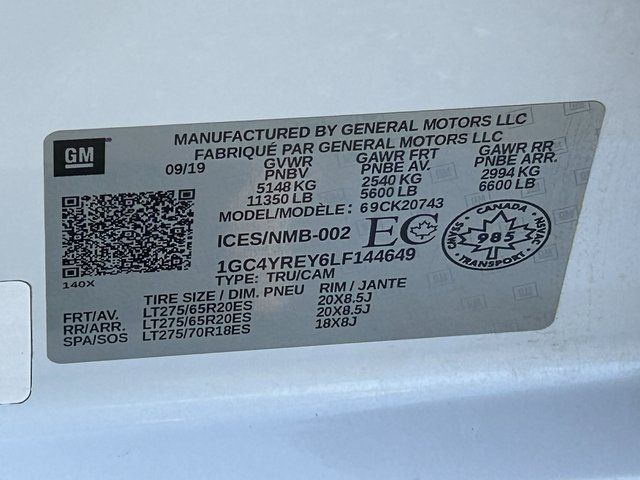 GM
MANUFACTURED BY GENERAL MOTORS LLC
FABRIQUÉ PAR GENERAL MOTORS LLC
09/19 GVWR GAWR FRT GAWR RR
PNBV PNBE AV. PNBE ARR.
5148 KG 2540 KG 2994 KG
11350 LB 5600 LB 6600 LB
MODEL/MODÈLE: 69CK20743
ICES/NMB-002 EC
CANADA
SÂAQ 985
TRANSPORT
1GC4YREY6LF144649
TYPE: TRU/CAM
140X
TIRE SIZE / DIM. PNEU RIM / JANTE
FRT/AV. LT275/65R20ES 20X8.5J
RR/ARR. LT275/65R20ES 20X8.5J
SPA/SOS LT275/70R18ES 18X8J